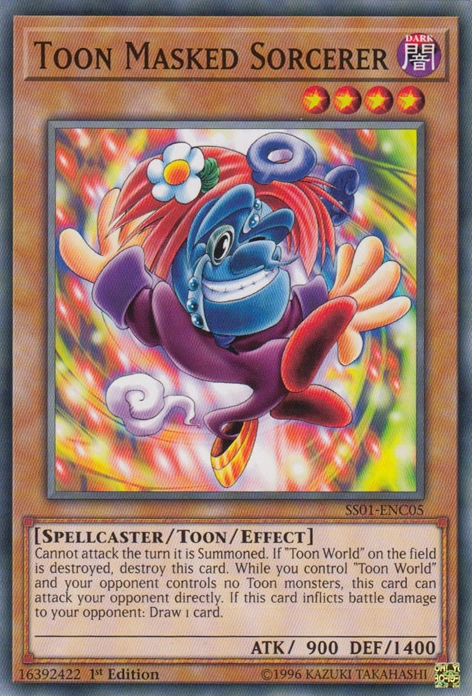 TOON MASKED SORCERER
DARK
闇
SS01-ENC05
[SPELLCASTER/TOON/EFFECT]
Cannot attack the turn it is Summoned. If "Toon World" on the field
is destroyed, destroy this card. While you control "Toon World"
and your opponent controls no Toon monsters, this card can
attack your opponent directly. If this card inflicts battle damage
to your opponent: Draw 1 card.
ATK/ 900 DEF/1400
16392422 1st Edition ©1996 KAZUKI TAKAHASHI